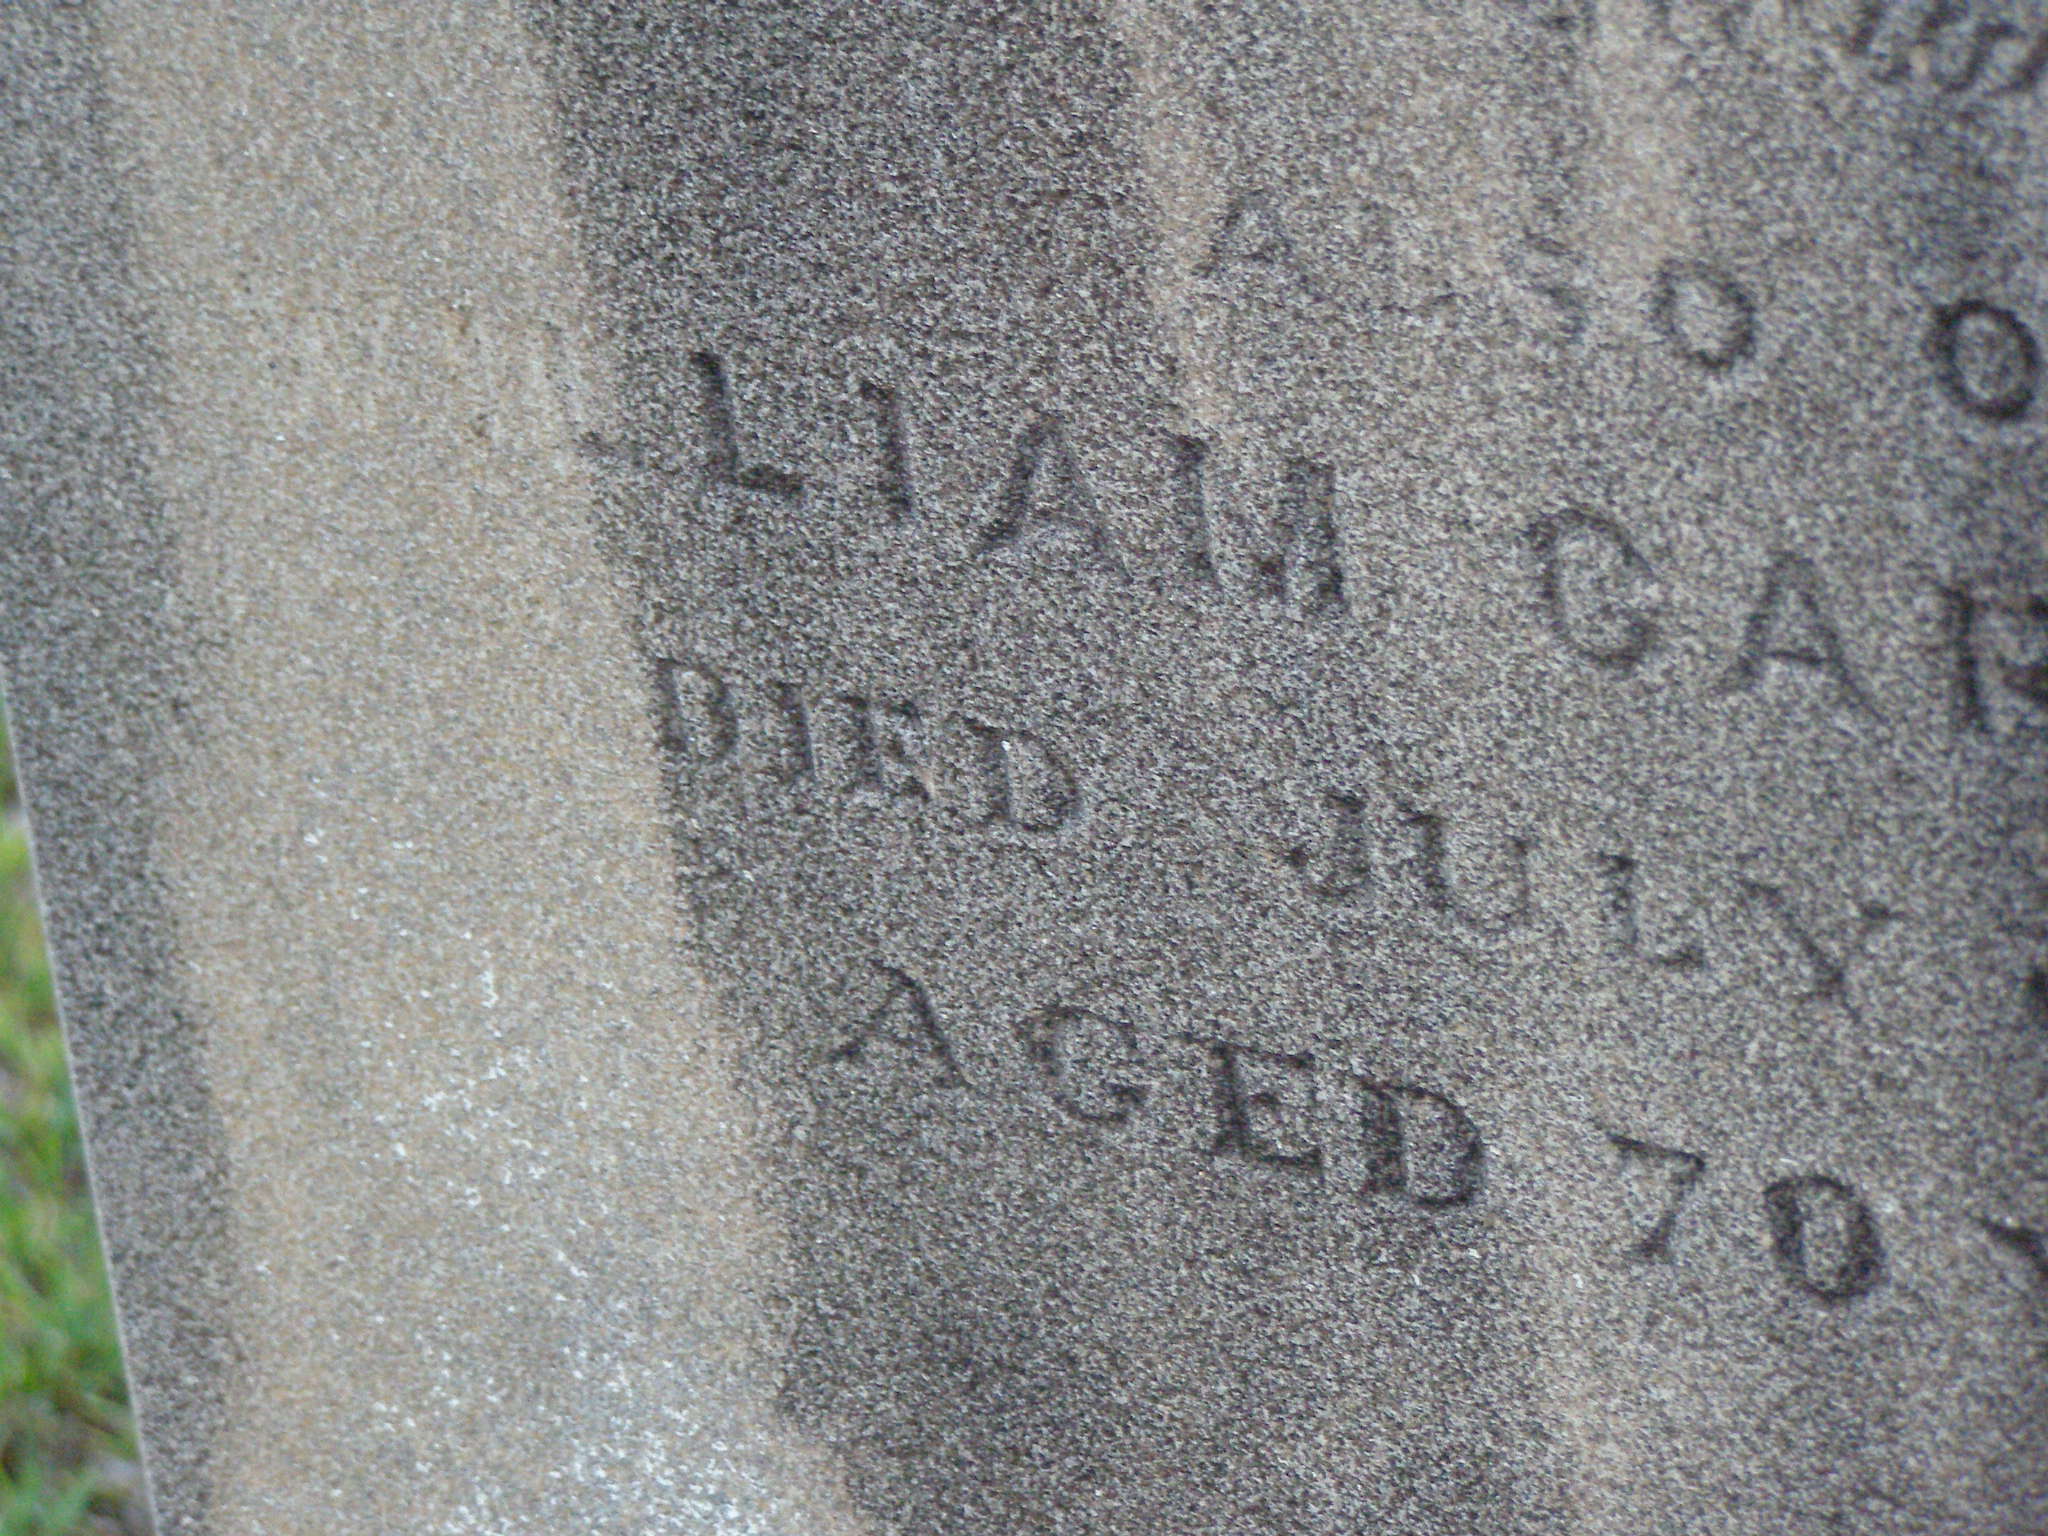 ALSO O
LIAM CAR
DIED JULY
AGED 70 Y